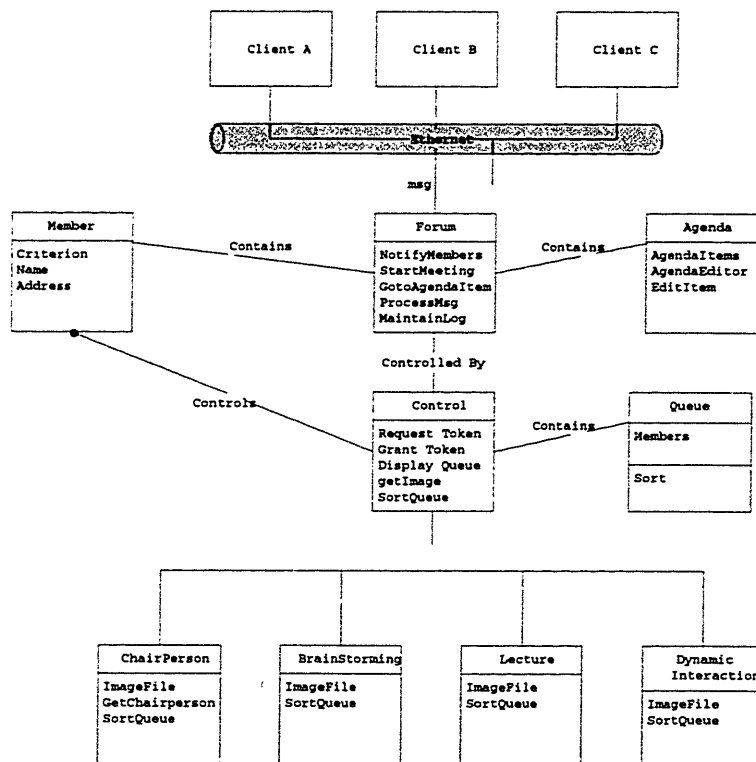 Client A
Client B
Client C
Ethernet
msg
Member
Criterion
Name
Address
Contains
Forum
NotifyMembers
StartMeeting
GotoAgendaItem
ProcessMsg
MaintainLog
Contains
Agenda
AgendaItems
AgendaEditor
EditItem
Controlled By
Controls
Control
Request Token
Grant Token
Display Queue
getImage
SortQueue
Contains
Queue
Members
Sort
ChairPerson
ImageFile
GetChairperson
SortQueue
BrainStorming
ImageFile
SortQueue
Lecture
ImageFile
SortQueue
Dynamic
Interaction
ImageFile
SortQueue